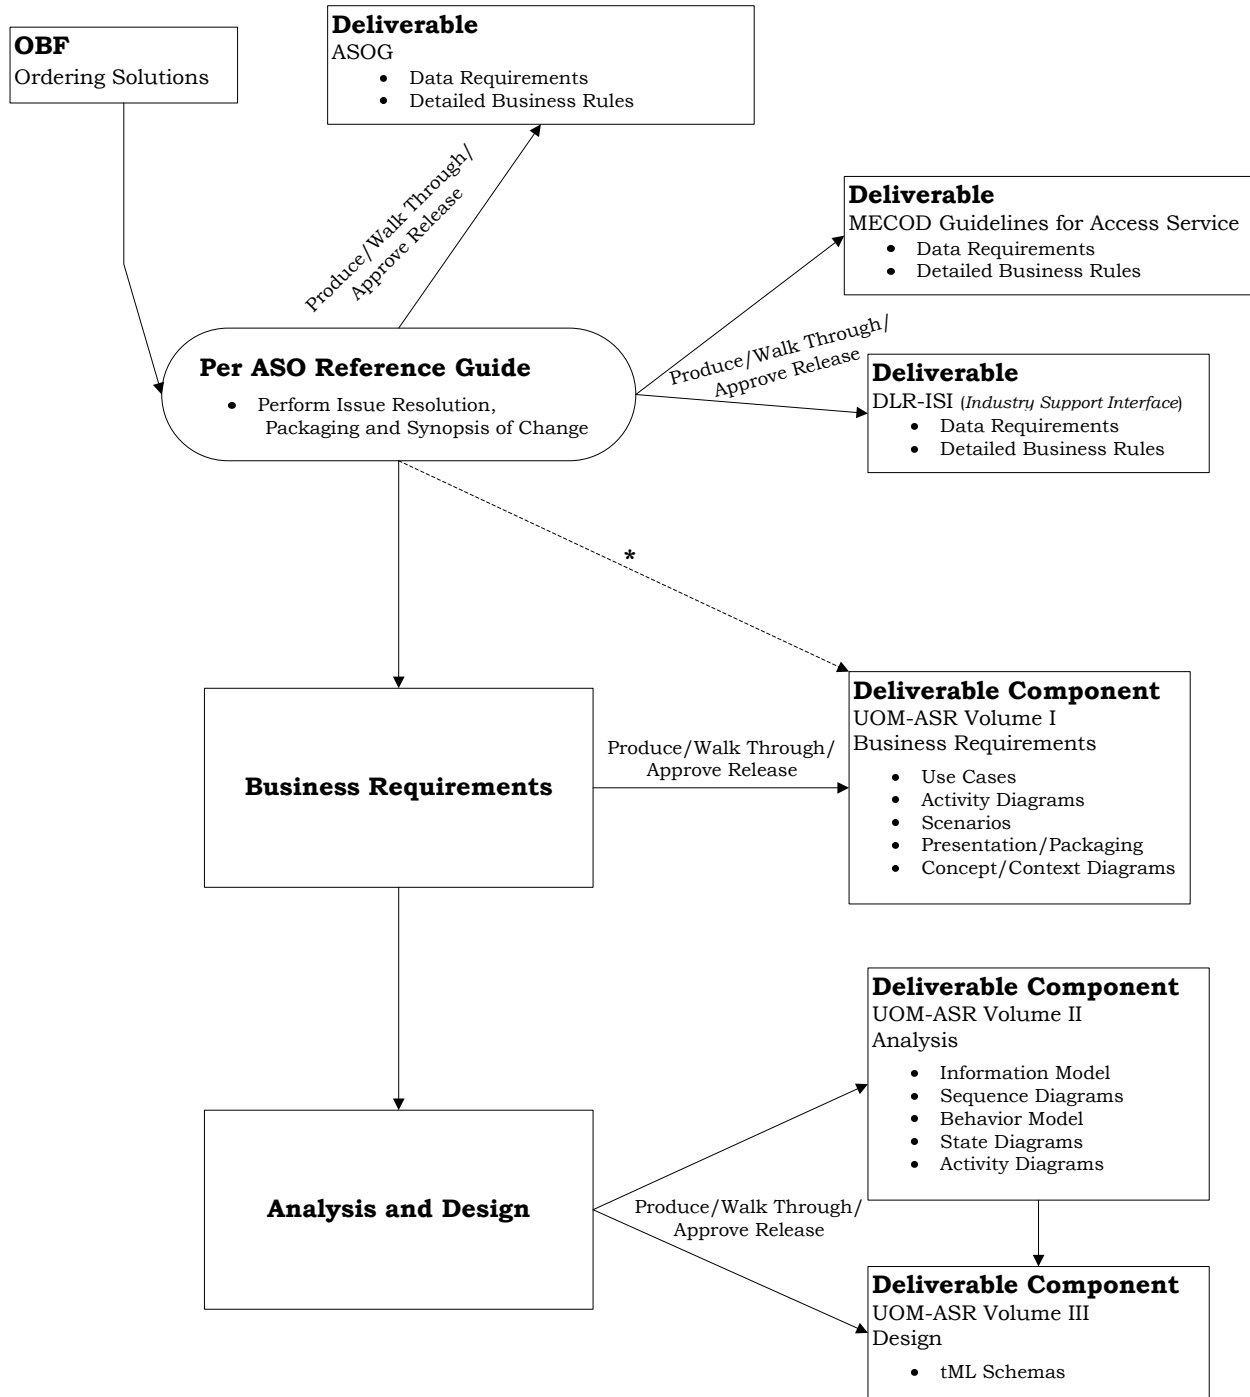 OBF
Ordering Solutions
Deliverable
ASOG
• Data Requirements
• Detailed Business Rules
Produce/Walk Through/
Approve Release
Deliverable
MECOD Guidelines for Access Service
• Data Requirements
• Detailed Business Rules
Per ASO Reference Guide
• Perform Issue Resolution,
Packaging and Synopsis of Change
Produce/Walk Through/
Approve Release
Deliverable
DLR-ISI (Industry Support Interface)
• Data Requirements
• Detailed Business Rules
*
Business Requirements
Produce/Walk Through/
Approve Release
Deliverable Component
UOM-ASR Volume I
Business Requirements
• Use Cases
• Activity Diagrams
• Scenarios
• Presentation/Packaging
• Concept/Context Diagrams
Analysis and Design
Produce/Walk Through/
Approve Release
Deliverable Component
UOM-ASR Volume II
Analysis
• Information Model
• Sequence Diagrams
• Behavior Model
• State Diagrams
• Activity Diagrams
Deliverable Component
UOM-ASR Volume III
Design
• tML Schemas